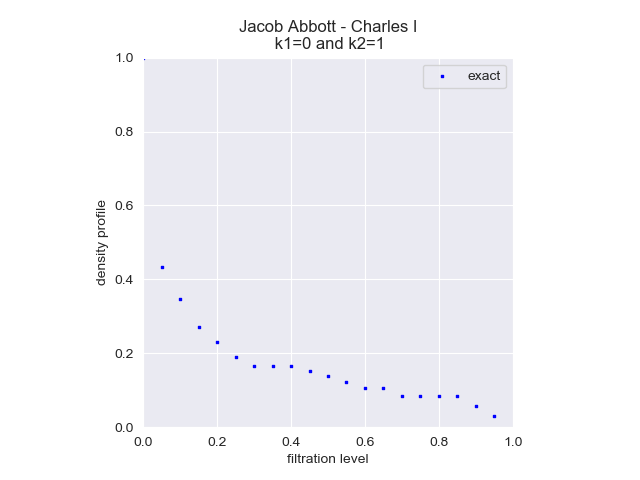 Jacob Abbott - Charles I
k1=0 and k2=1
exact
density profile
1.0
0.8
0.6
0.4
0.2
0.0
0.0 0.2 0.4 0.6 0.8 1.0
filtration level